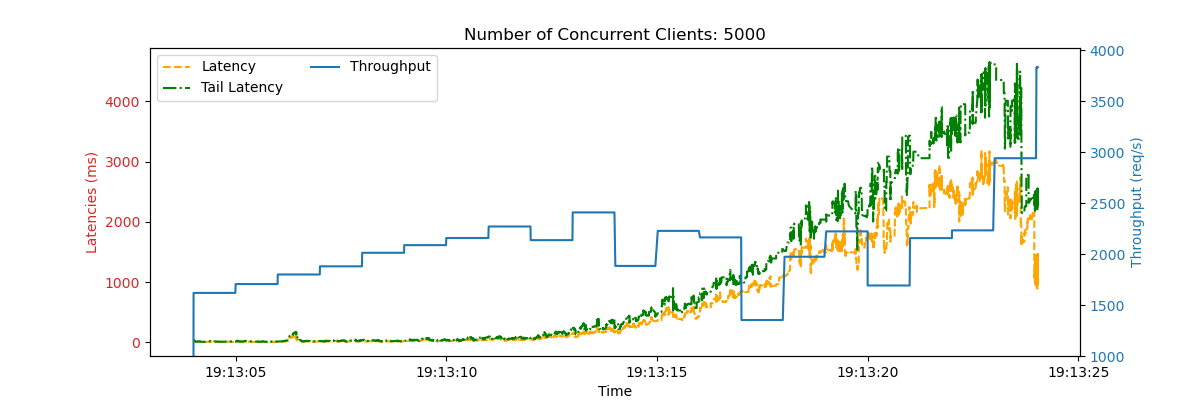 Number of Concurrent Clients: 5000
Latency
Tail Latency
Throughput
Latencies (ms)
4000
3000
2000
1000
0
Throughput (req/s)
4000
3500
3000
2500
2000
1500
1000
19:13:05 19:13:10 19:13:15 19:13:20 19:13:25
Time